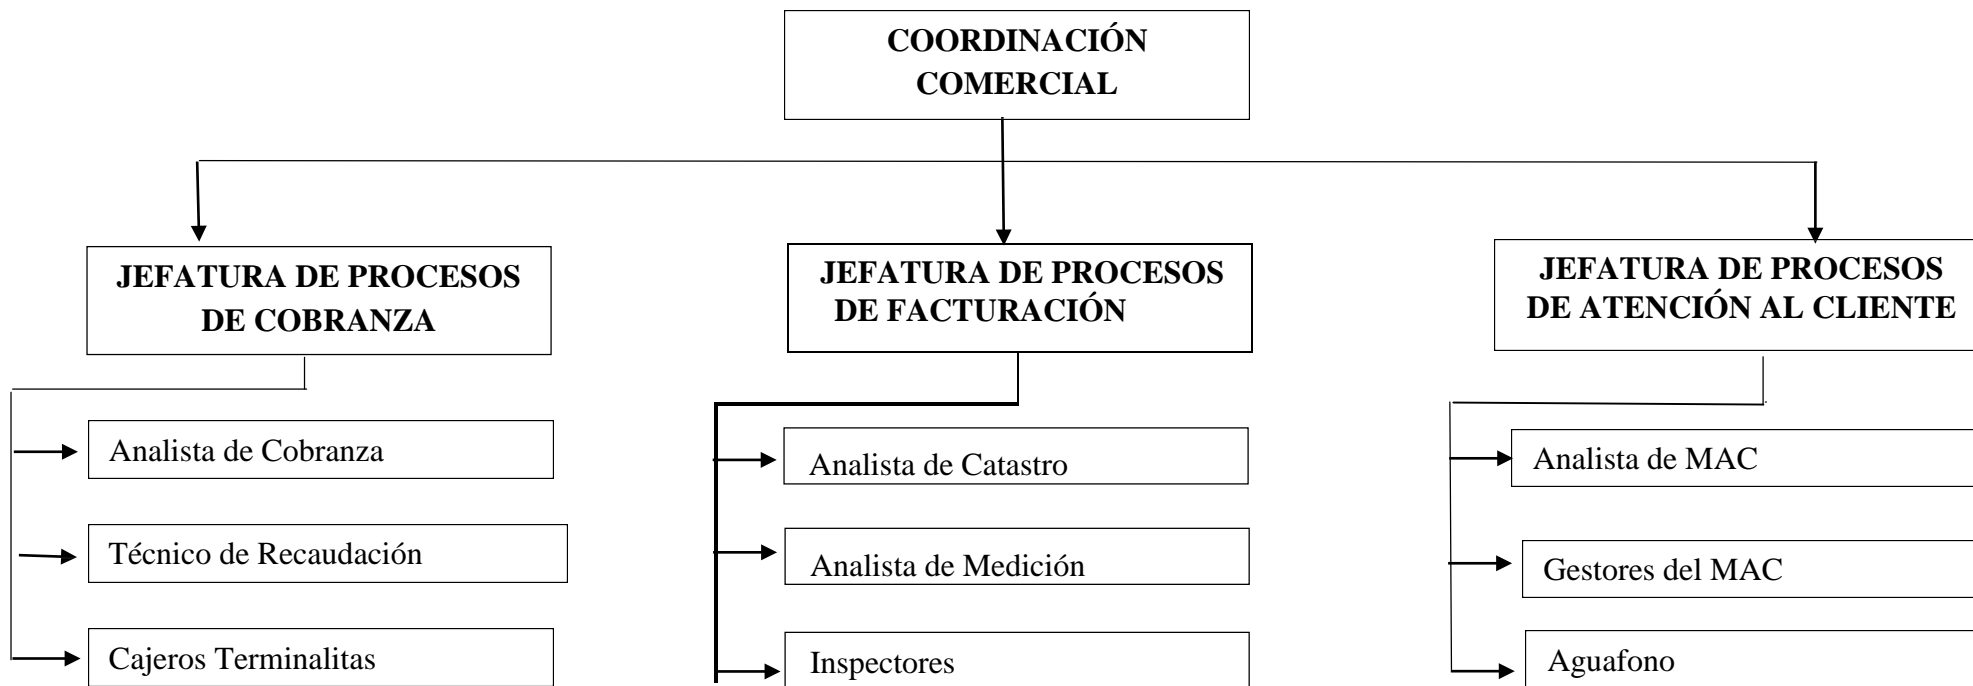 COORDINACIÓN
COMERCIAL
JEFATURA DE PROCESOS
DE COBRANZA
JEFATURA DE PROCESOS
DE FACTURACIÓN
JEFATURA DE PROCESOS
DE ATENCIÓN AL CLIENTE
Analista de Cobranza
Técnico de Recaudación
Cajeros Terminalitas
Analista de Catastro
Analista de Medición
Inspectores
Analista de MAC
Gestores del MAC
Aguafono